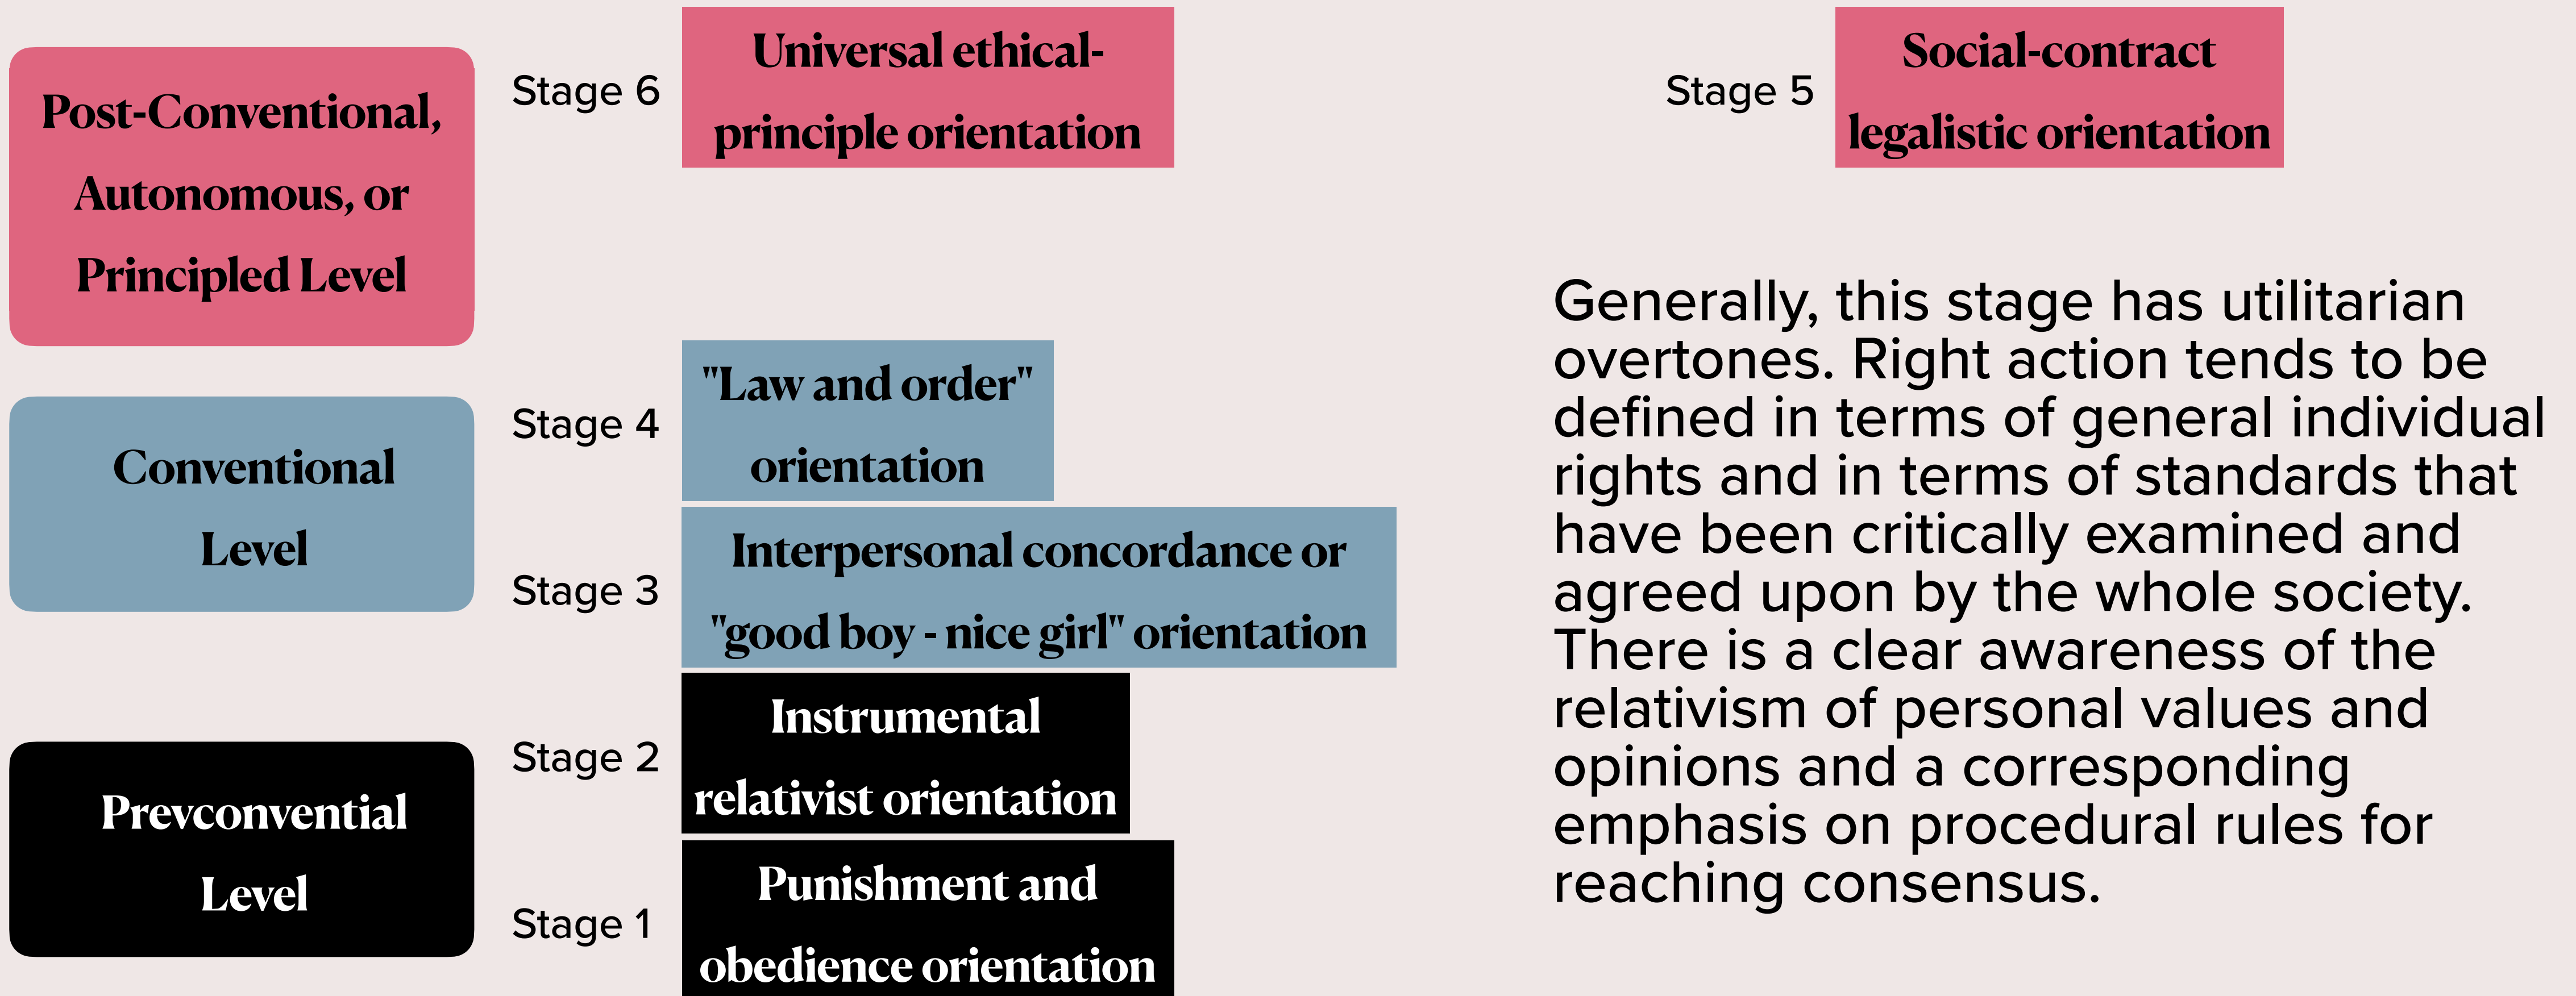 Post-Conventional,
Autonomous, or
Principled Level
Stage 6
Universal ethical-
principle orientation
Conventional
Level
Stage 4
"Law and order"
orientation
Stage 3
Interpersonal concordance or
"good boy - nice girl" orientation
Prevconvential
Level
Stage 2
Instrumental
relativist orientation
Stage 1
Punishment and
obedience orientation
Stage 5
Social-contract
legalistic orientation
Generally, this stage has utilitarian
overtones. Right action tends to be
defined in terms of general individual
rights and in terms of standards that
have been critically examined and
agreed upon by the whole society.
There is a clear awareness of the
relativism of personal values and
opinions and a corresponding
emphasis on procedural rules for
reaching consensus.